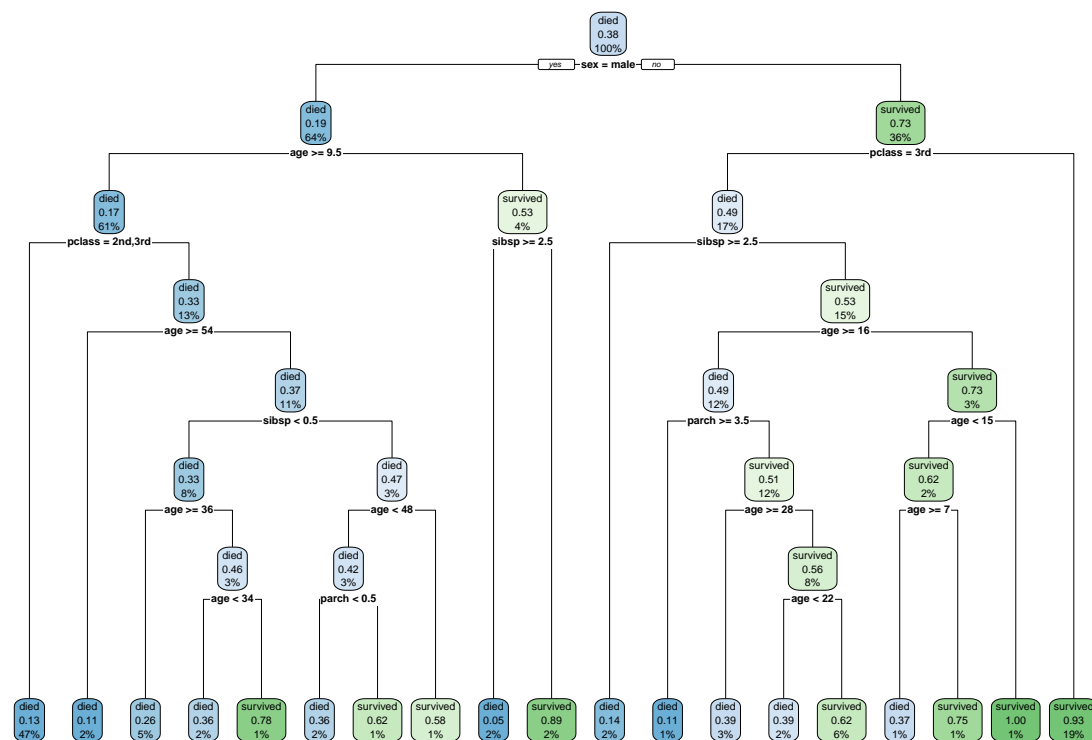 died
0.38
100%
yes sex = male no
died
0.19
64%
age >= 9.5
survived
0.73
36%
pclass = 3rd
died
0.17
61%
pclass = 2nd,3rd
survived
0.53
4%
sibsp >= 2.5
died
0.49
17%
sibsp >= 2.5
died
0.33
13%
age >= 54
survived
0.53
15%
age >= 16
died
0.37
11%
sibsp < 0.5
died
0.49
12%
parch >= 3.5
survived
0.73
3%
age < 15
died
0.33
8%
age >= 36
died
0.47
3%
age < 48
survived
0.51
12%
age >= 28
survived
0.62
2%
age >= 7
died
0.46
3%
age < 34
died
0.42
3%
parch < 0.5
survived
0.56
8%
age < 22
died
0.13
47%
died
0.11
2%
died
0.26
5%
died
0.36
2%
survived
0.78
1%
died
0.36
2%
survived
0.62
1%
survived
0.58
1%
died
0.05
2%
survived
0.89
2%
died
0.14
2%
died
0.11
1%
died
0.39
3%
died
0.39
2%
survived
0.62
6%
died
0.37
1%
survived
0.75
1%
survived
1.00
1%
survived
0.93
19%